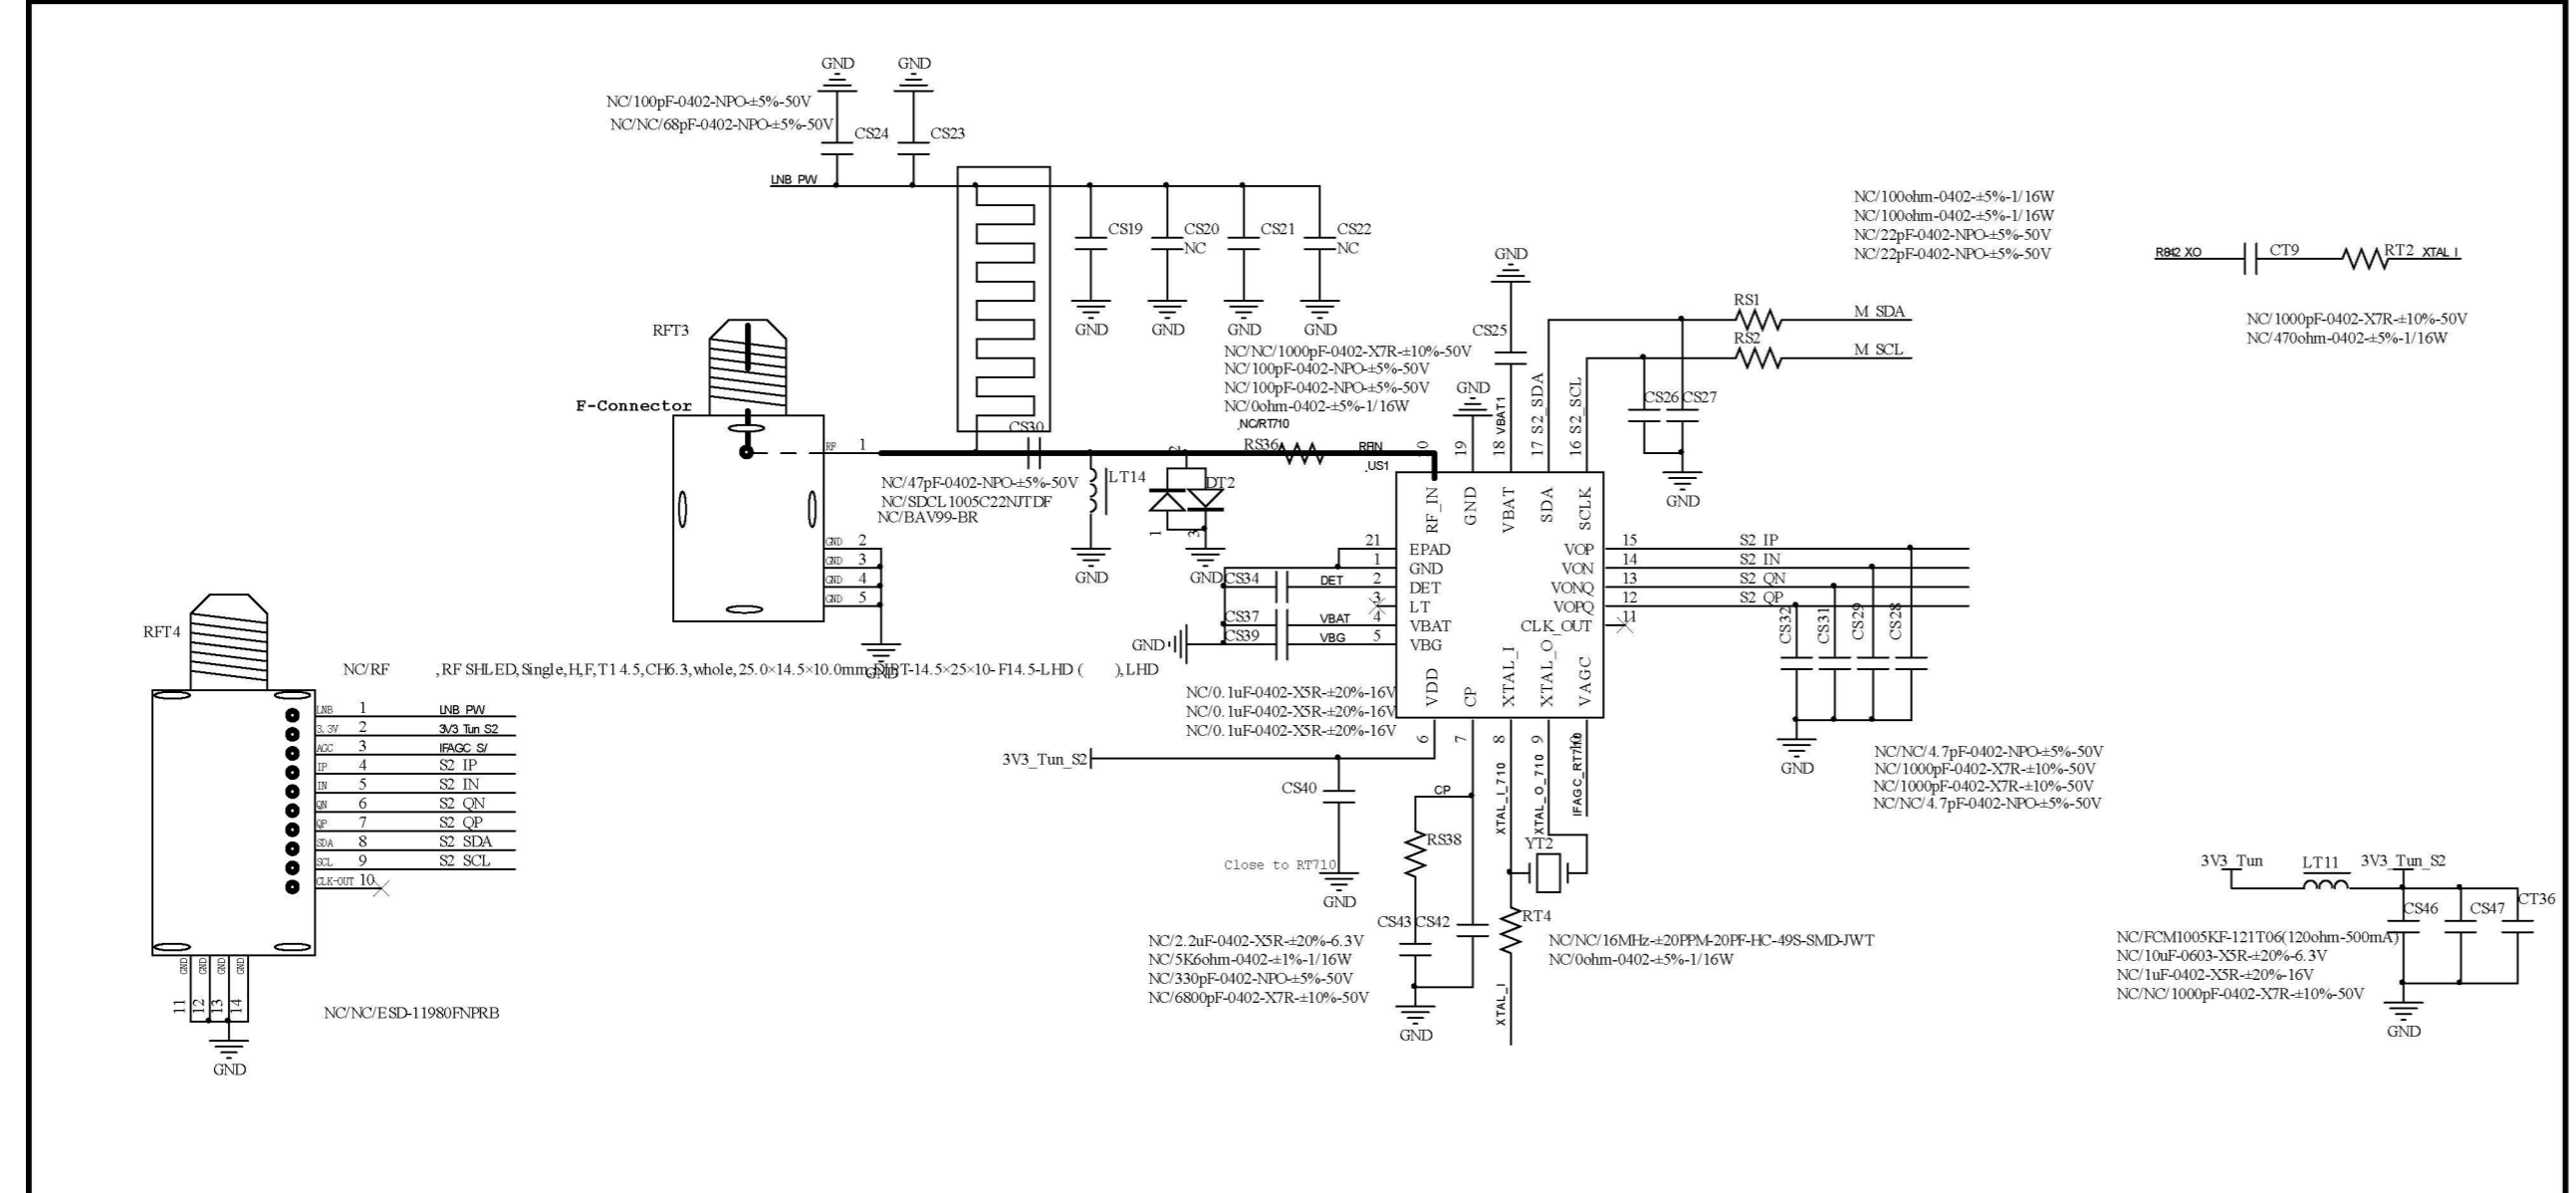 GND GND
NC/100pF-0402-NPO-±5%-50V
NC/NC/68pF-0402-NPO-±5%-50V
CS24 CS23
LNB PW
CS19 CS20 CS21 CS22
NC NC
GND GND GND GND
NC/NC/1000pF-0402-X7R-±10%-50V
NC/100pF-0402-NPO-±5%-50V
NC/100pF-0402-NPO-±5%-50V
NC/0ohm-0402-±5%-1/16W
NC/RT710
RFT3
F-Connector
RF 1
GND 2
GND 3
GND 4
GND 5
GND
CS30
NC/47pF-0402-NPO-±5%-50V
NC/SDCL1005C22NJTDF
NC/BAV99-BR
LT14
GND
2
DT2
1 3
GND
RS36
US1
GND
CS25
GND
19
18 VBAT1
17 S2_SDA
16 S2_SCL
NC/100ohm-0402-±5%-1/16W
NC/100ohm-0402-±5%-1/16W
NC/22pF-0402-NPO-±5%-50V
NC/22pF-0402-NPO-±5%-50V
RS1 M SDA
RS2 M SCL
CS26 CS27
GND
R842 XO CT9 RT2 XTAL I
NC/1000pF-0402-X7R-±10%-50V
NC/470ohm-0402-±5%-1/16W
RF_IN GND VBAT SDA SCLK
21 EPAD
1 GND
CS34 DET 2 DET
3 LT
CS37 VBAT 4 VBAT
CS39 VBG 5 VBG
GND
VOP 15 S2 IP
VON 14 S2 IN
VONQ 13 S2 QN
VOPQ 12 S2 QP
CLK_OUT 11
VDD CP XTAL_I XTAL_O VAGC
6 7 8 9 10
CS32 CS31 CS29 CS28
GND
NC/NC/4.7pF-0402-NPO-±5%-50V
NC/1000pF-0402-X7R-±10%-50V
NC/1000pF-0402-X7R-±10%-50V
NC/NC/4.7pF-0402-NPO-±5%-50V
NC/0.1uF-0402-X5R-±20%-16V
NC/0.1uF-0402-X5R-±20%-16V
NC/0.1uF-0402-X5R-±20%-16V
3V3_Tun_S2
CS40
Close to RT710
GND
CP
XTAL_I_710
XTAL_O_710
IFAGC_RT710
RS38
YT2
CS43 CS42
RT4
XTAL_I
GND
NC/2.2uF-0402-X5R-±20%-6.3V
NC/5K6ohm-0402-±1%-1/16W
NC/330pF-0402-NPO-±5%-50V
NC/6800pF-0402-X7R-±10%-50V
NC/NC/16MHz-±20PPM-20PF-HC-49S-SMD-JWT
NC/0ohm-0402-±5%-1/16W
RFT4
NC/RF ,RF SHLED,Single,H,F,T1 4.5,CH6.3,whole,25.0×14.5×10.0mm, -14.5×25×10- F14.5-LHD ( ),LHD
LNB 1 LNB PW
3.3V 2 3V3 Tun S2
AGC 3 IFAGC S/
IP 4 S2 IP
IN 5 S2 IN
QN 6 S2 QN
QP 7 S2 QP
SDA 8 S2 SDA
SCL 9 S2 SCL
CLK-OUT 10
GND GND GND GND
11 12 13 14
GND
NC/NC/ESD-11980FNPRB
3V3 Tun LT11 3V3_Tun_S2
CS46 CS47 CT36
NC/FCM1005KF-121T06(120ohm-500mA)
NC/10uF-0603-X5R-±20%-6.3V
NC/1uF-0402-X5R-±20%-16V
NC/NC/1000pF-0402-X7R-±10%-50V
GND